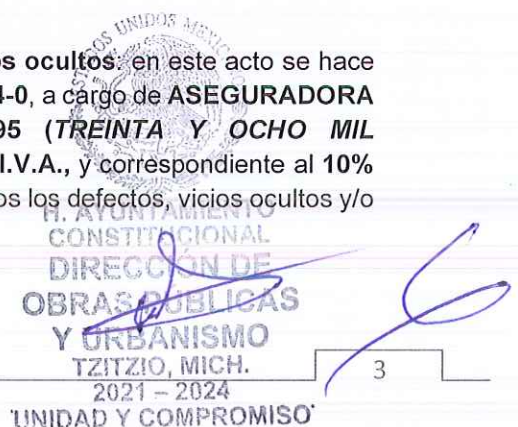 os ocultos: en este acto se hace
4-0, a cargo de ASEGURADORA
95 (TREINTA Y OCHO MIL
I.V.A., y correspondiente al 10%
os los defectos, vicios ocultos y/o
UNIDOS
H. AYUNTAMIENTO
CONSTITUCIONAL
DIRECCIÓN DE
OBRAS PÚBLICAS
Y URBANISMO
TZITZIO, MICH.
2021 – 2024
"UNIDAD Y COMPROMISO"
3